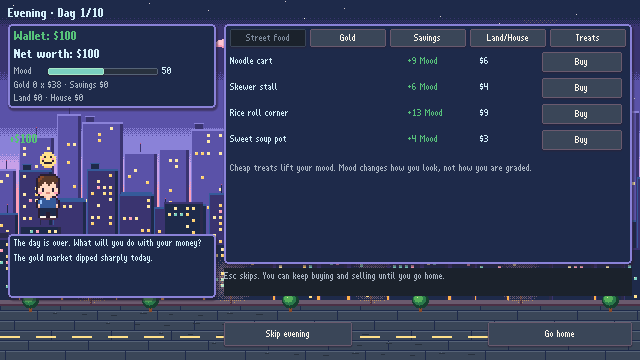 Evening · Day 1/10
Wallet: $100
Net worth: $100
Mood 50
Gold 0 x $38 · Savings $0
Land $0 · House $0
+$100
The day is over. What will you do with your money?
The gold market dipped sharply today.
Street food Gold Savings Land/House Treats
Noodle cart +9 Mood $6 Buy
Skewer stall +6 Mood $4 Buy
Rice roll corner +13 Mood $9 Buy
Sweet soup pot +4 Mood $3 Buy
Cheap treats lift your mood. Mood changes how you look, not how you are graded.
Esc skips. You can keep buying and selling until you go home.
Skip evening Go home